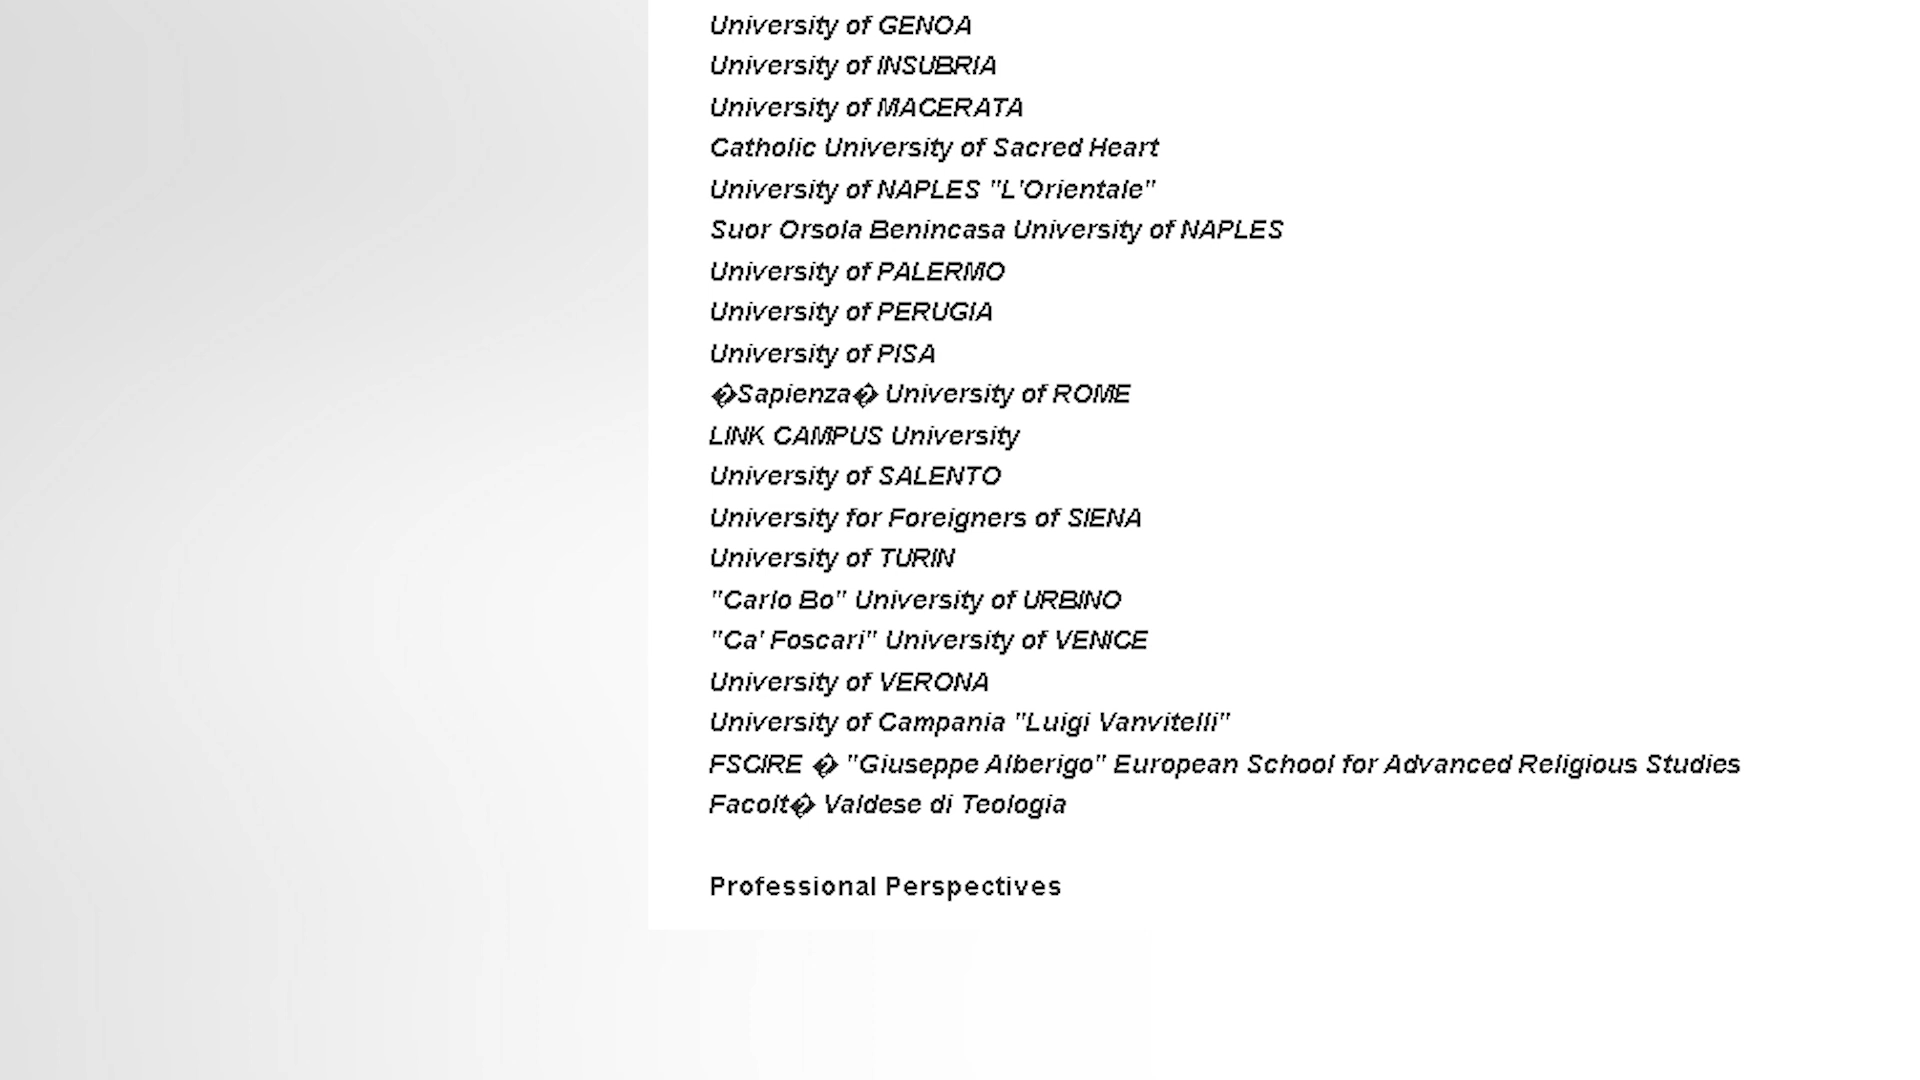 University of GENOA
University of INSUBRIA
University of MACERATA
Catholic University of Sacred Heart
University of NAPLES "L'Orientale"
Suor Orsola Benincasa University of NAPLES
University of PALERMO
University of PERUGIA
University of PISA
�Sapienza� University of ROME
LINK CAMPUS University
University of SALENTO
University for Foreigners of SIENA
University of TURIN
"Carlo Bo" University of URBINO
"Ca' Foscari" University of VENICE
University of VERONA
University of Campania "Luigi Vanvitelli"
FSCIRE � "Giuseppe Alberigo" European School for Advanced Religious Studies
Facolt� Valdese di Teologia
Professional Perspectives